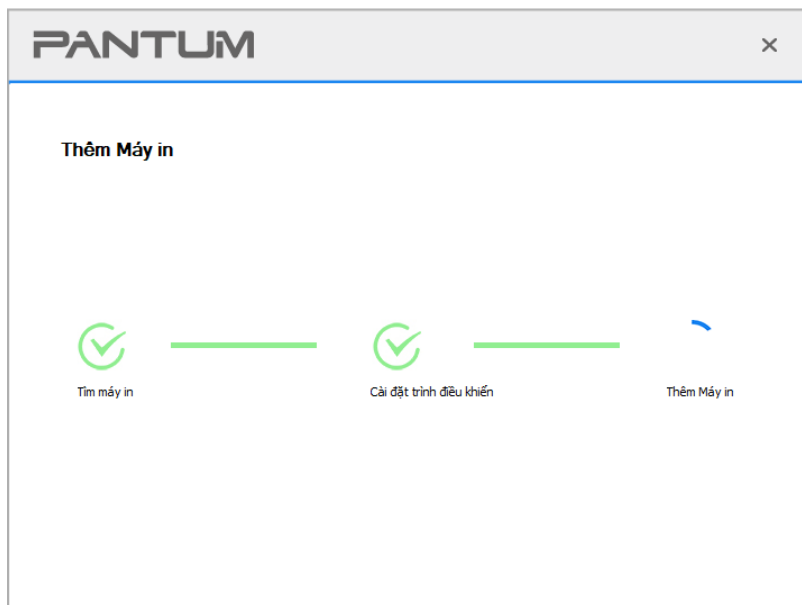 PANTUM
Thêm Máy in
Tìm máy in
Cài đặt trình điều khiển
Thêm Máy in